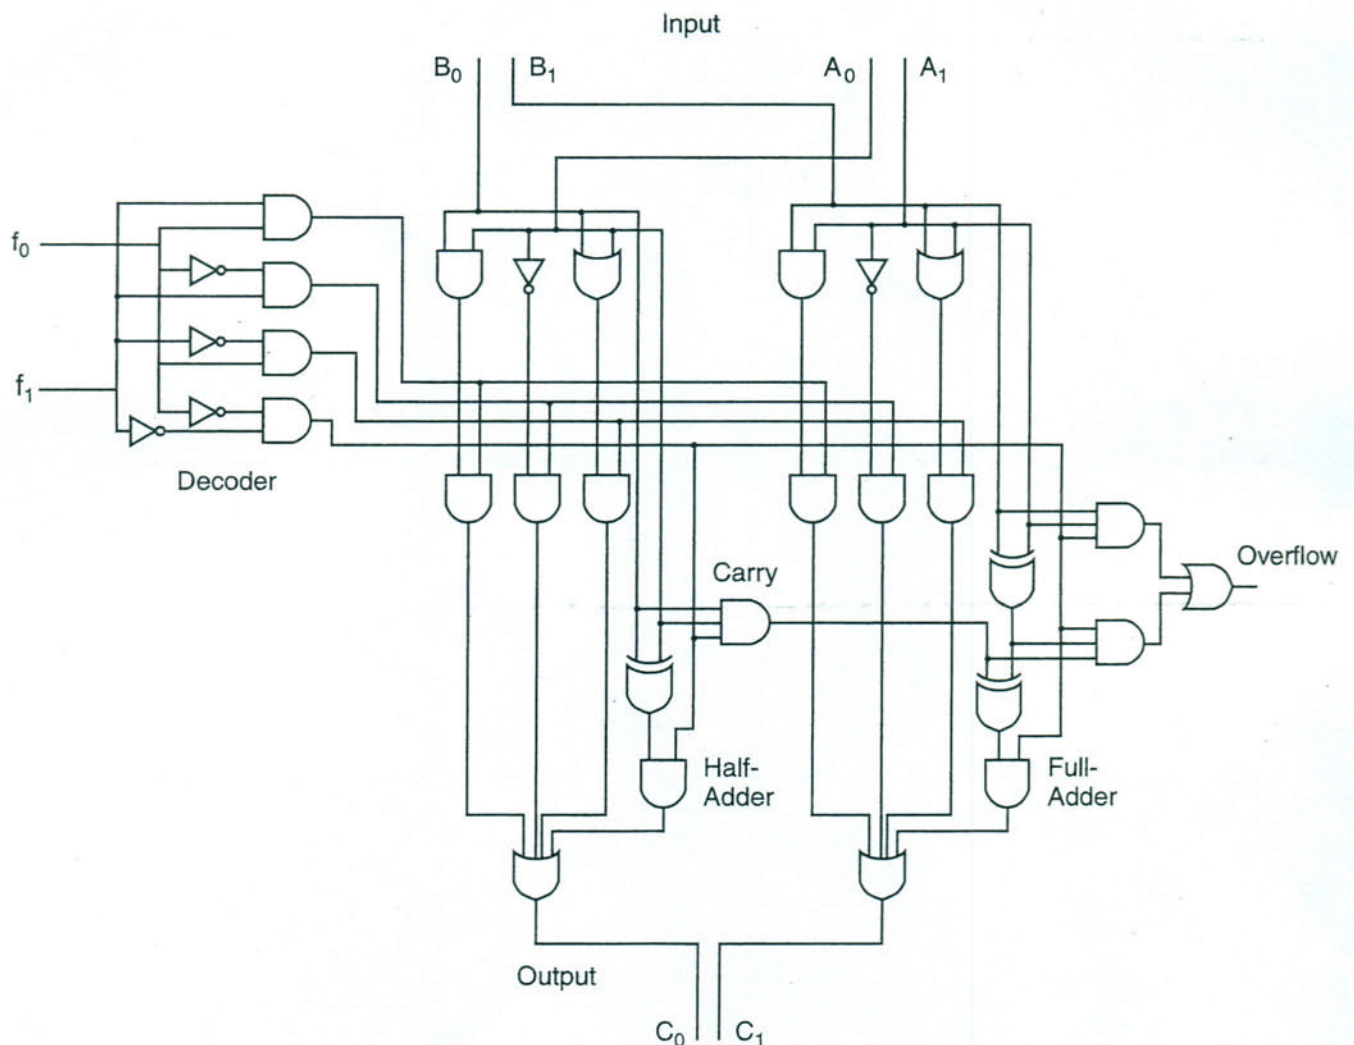 Input
B0 B1 A0 A1
f0
f1
Decoder
Overflow
Carry
Half-
Adder
Full-
Adder
Output
C0 C1